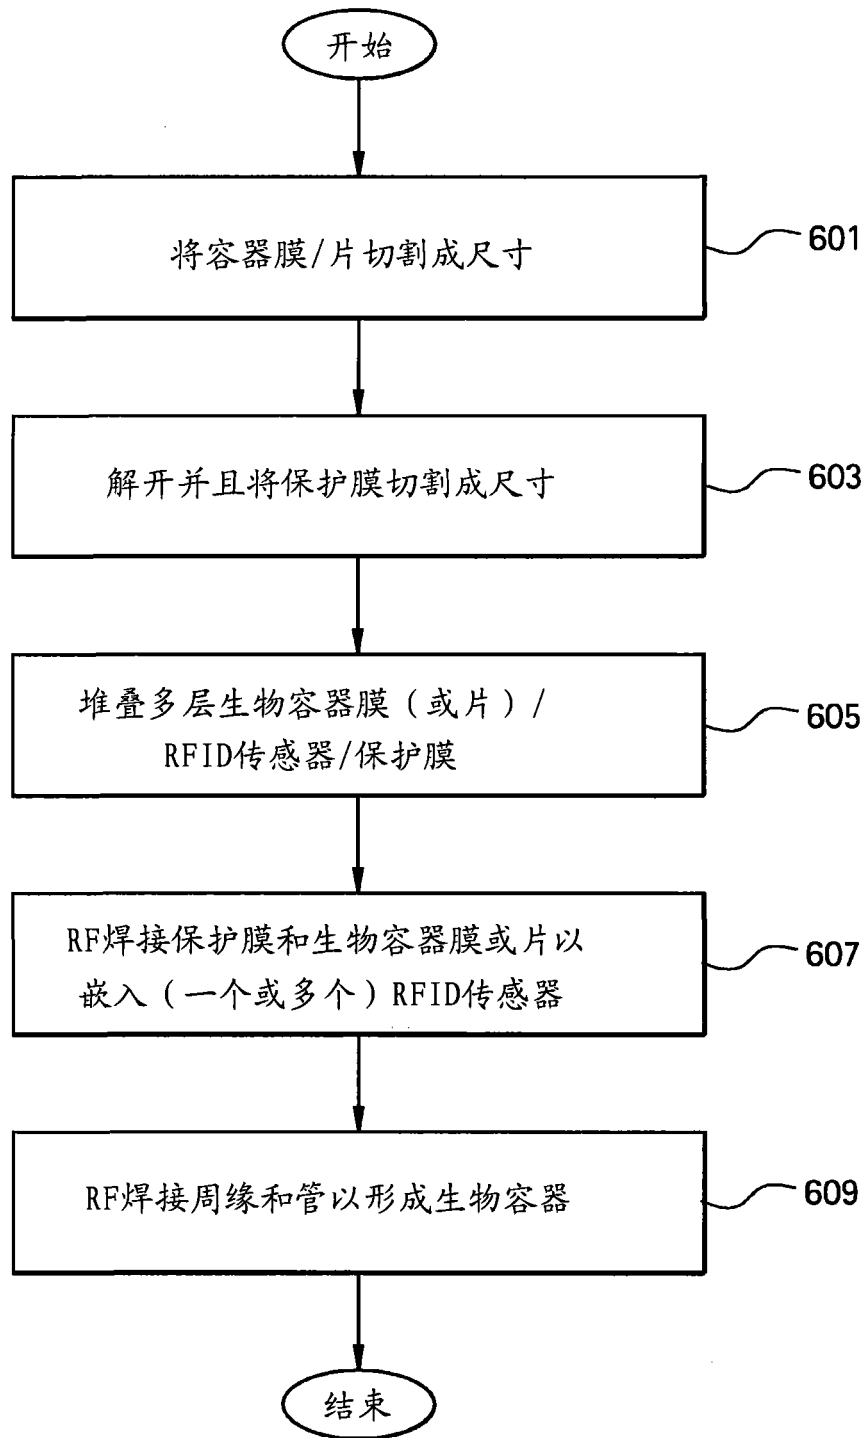 开始
将容器膜/片切割成尺寸
601
解开并且将保护膜切割成尺寸
603
堆叠多层生物容器膜（或片）/
RFID传感器/保护膜
605
RF焊接保护膜和生物容器膜或片以
嵌入（一个或多个）RFID传感器
607
RF焊接周缘和管以形成生物容器
609
结束